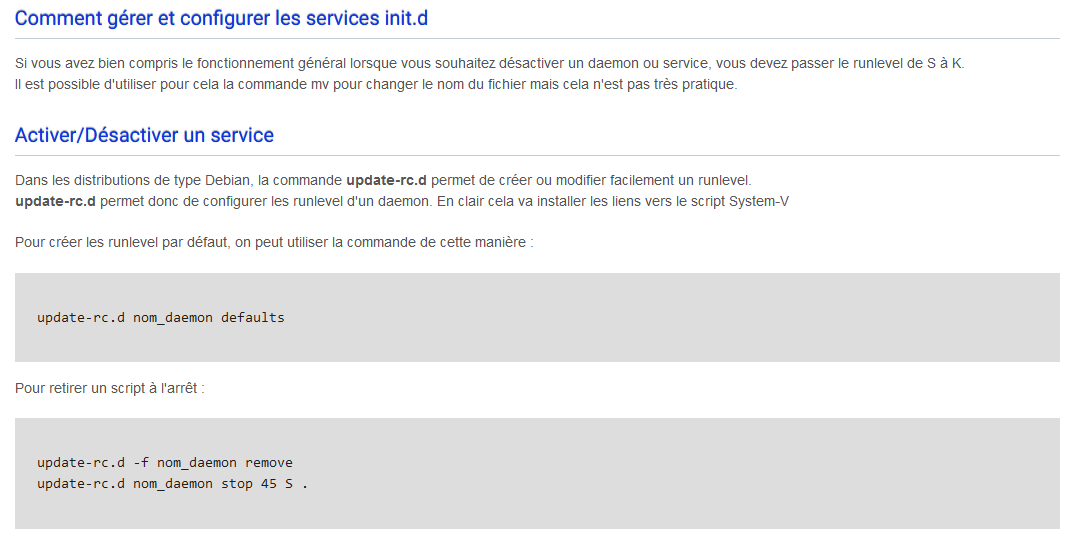 Comment gérer et configurer les services init.d
Si vous avez bien compris le fonctionnement général lorsque vous souhaitez désactiver un daemon ou service, vous devez passer le runlevel de S à K.
Il est possible d'utiliser pour cela la commande mv pour changer le nom du fichier mais cela n'est pas très pratique.
Activer/Désactiver un service
Dans les distributions de type Debian, la commande update-rc.d permet de créer ou modifier facilement un runlevel.
update-rc.d permet donc de configurer les runlevel d'un daemon. En clair cela va installer les liens vers le script System-V
Pour créer les runlevel par défaut, on peut utiliser la commande de cette manière :
update-rc.d nom_daemon defaults
Pour retirer un script à l'arrêt :
update-rc.d -f nom_daemon remove
update-rc.d nom_daemon stop 45 S .